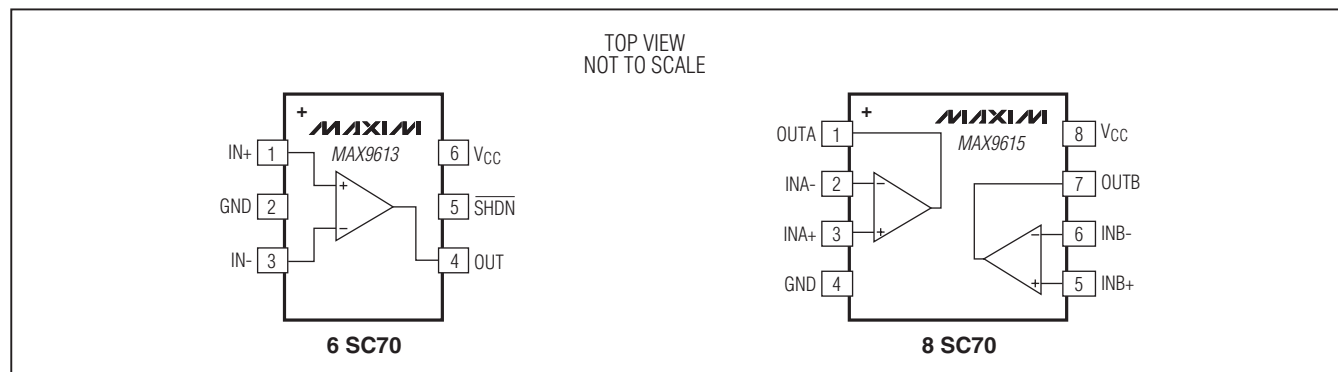 TOP VIEW
NOT TO SCALE
+
MAXIM
MAX9613
IN+ 1
GND 2
IN- 3
6 VCC
5 SHDN
4 OUT
+
-
6 SC70
+
MAXIM
MAX9615
OUTA 1
INA- 2
INA+ 3
GND 4
8 VCC
7 OUTB
6 INB-
5 INB+
-
+
-
+
8 SC70